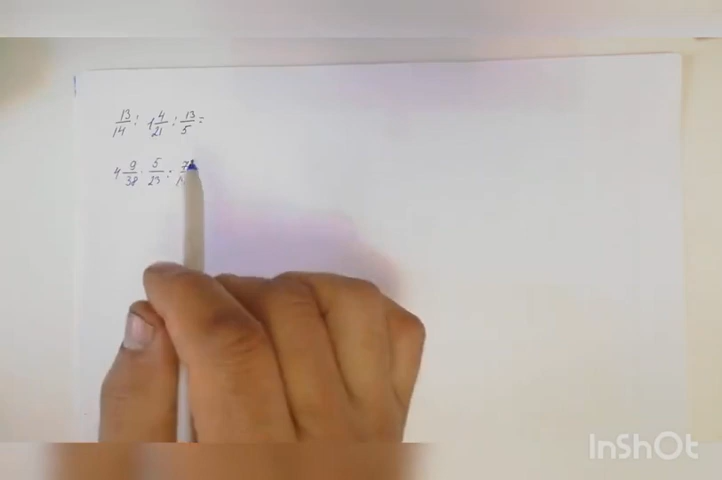 13/14 : 1 4/21 : 13/5 =
4 9/38 · 5/23 :
InShOt